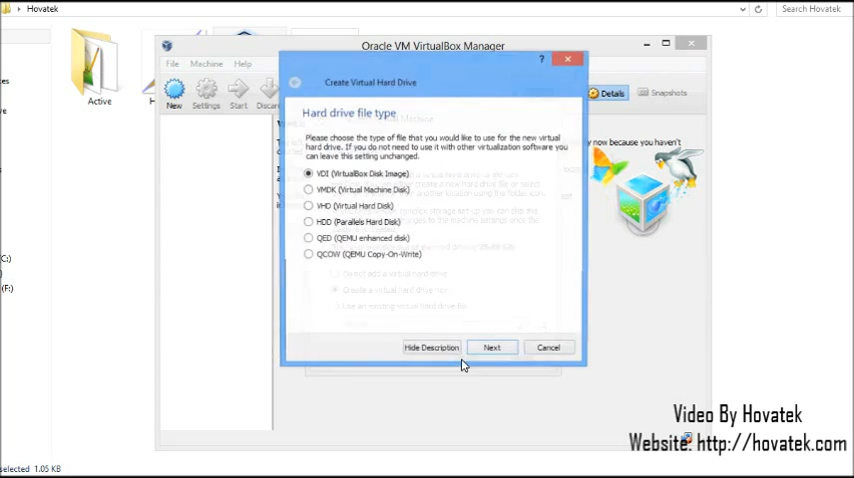 Hovatek
Search Hovatek
Oracle VM VirtualBox Manager
File Machine Help
New Settings Start Discar
Details Snapshots
Active
Create Virtual Hard Drive
Hard drive file type
Please choose the type of file that you would like to use for the new virtual
hard drive. If you do not need to use it with other virtualization software you
can leave this setting unchanged.
now because you haven't
VDI (VirtualBox Disk Image)
VMDK (Virtual Machine Disk)
VHD (Virtual Hard Disk)
HDD (Parallels Hard Disk)
QED (QEMU enhanced disk)
QCOW (QEMU Copy-On-Write)
Do not add a virtual hard drive
Create a virtual hard drive now
Use an existing virtual hard drive file
C:)
(F:)
Hide Description Next Cancel
Video By Hovatek
Website: http://hovatek.com
selected 1.05 KB